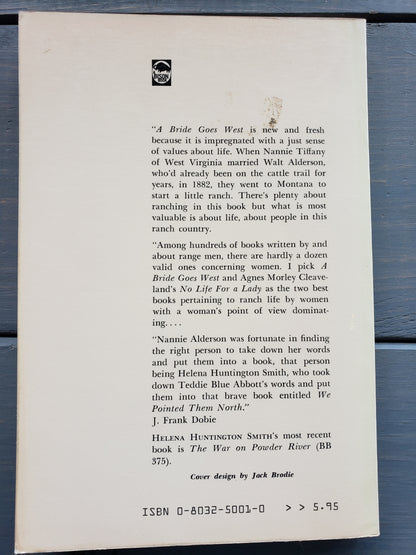 "A Bride Goes West is new and fresh
because it is impregnated with a just sense
of values about life. When Nannie Tiffany
of West Virginia married Walt Alderson,
who'd already been on the cattle trail for
years, in 1882, they went to Montana to
start a little ranch. There's plenty about
ranching in this book but what is most
valuable is about life, about people in this
ranch country.
"Among hundreds of books written by and
about range men, there are hardly a dozen
valid ones concerning women. I pick A
Bride Goes West and Agnes Morley Cleave-
land's No Life For a Lady as the two best
books pertaining to ranch life by women
with a woman's point of view dominat-
ing. . . .
"Nannie Alderson was fortunate in finding
the right person to take down her words
and put them into a book, that person
being Helena Huntington Smith, who took
down Teddie Blue Abbott's words and put
them into that brave book entitled We
Pointed Them North."
J. Frank Dobie
HELENA HUNTINGTON SMITH's most recent
book is The War on Powder River (BB
375).
Cover design by Jack Brodie
ISBN 0-8032-5001-0 > > 5.95